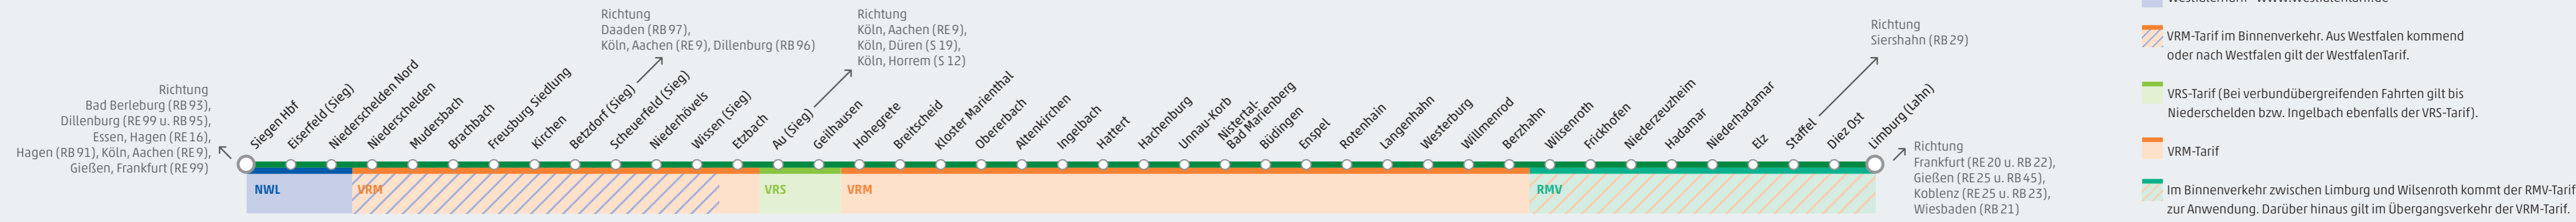 Richtung
Bad Berleburg (RB 93),
Dillenburg (RE 99 u. RB 95),
Essen, Hagen (RE 16),
Hagen (RB 91), Köln, Aachen (RE 9),
Gießen, Frankfurt (RE 99)
Siegen Hbf
Eiserfeld (Sieg)
Niederschelden Nord
Niederschelden
Mudersbach
Brachbach
Freusburg Siedlung
Kirchen
Betzdorf (Sieg)
Richtung
Daaden (RB 97),
Köln, Aachen (RE 9), Dillenburg (RB 96)
Scheuerfeld (Sieg)
Niederhövels
Wissen (Sieg)
Etzbach
Au (Sieg)
Richtung
Köln, Aachen (RE 9),
Köln, Düren (S 19),
Köln, Horrem (S 12)
Geilhausen
Hohegrete
Breitscheid
Kloster Marienthal
Obererbach
Altenkirchen
Ingelbach
Hattert
Hachenburg
Unnau-Korb
Nistertal-
Bad Marienberg
Büdingen
Enspel
Rotenhain
Langenhahn
Westerburg
Willmenrod
Berzhahn
Wilsenroth
Frickhofen
Niederzeuzheim
Hadamar
Niederhadamar
Elz
Staffel
Richtung
Siershahn (RB 29)
Diez Ost
Limburg (Lahn)
Richtung
Frankfurt (RE 20 u. RB 22),
Gießen (RE 25 u. RB 45),
Koblenz (RE 25 u. RB 23),
Wiesbaden (RB 21)
NWL
VRM
VRS
VRM
RMV
VRM-Tarif im Binnenverkehr. Aus Westfalen kommend
oder nach Westfalen gilt der WestfalenTarif.
VRS-Tarif (Bei verbundübergreifenden Fahrten gilt bis
Niederschelden bzw. Ingelbach ebenfalls der VRS-Tarif).
VRM-Tarif
Im Binnenverkehr zwischen Limburg und Wilsenroth kommt der RMV-Tarif
zur Anwendung. Darüber hinaus gilt im Übergangsverkehr der VRM-Tarif.